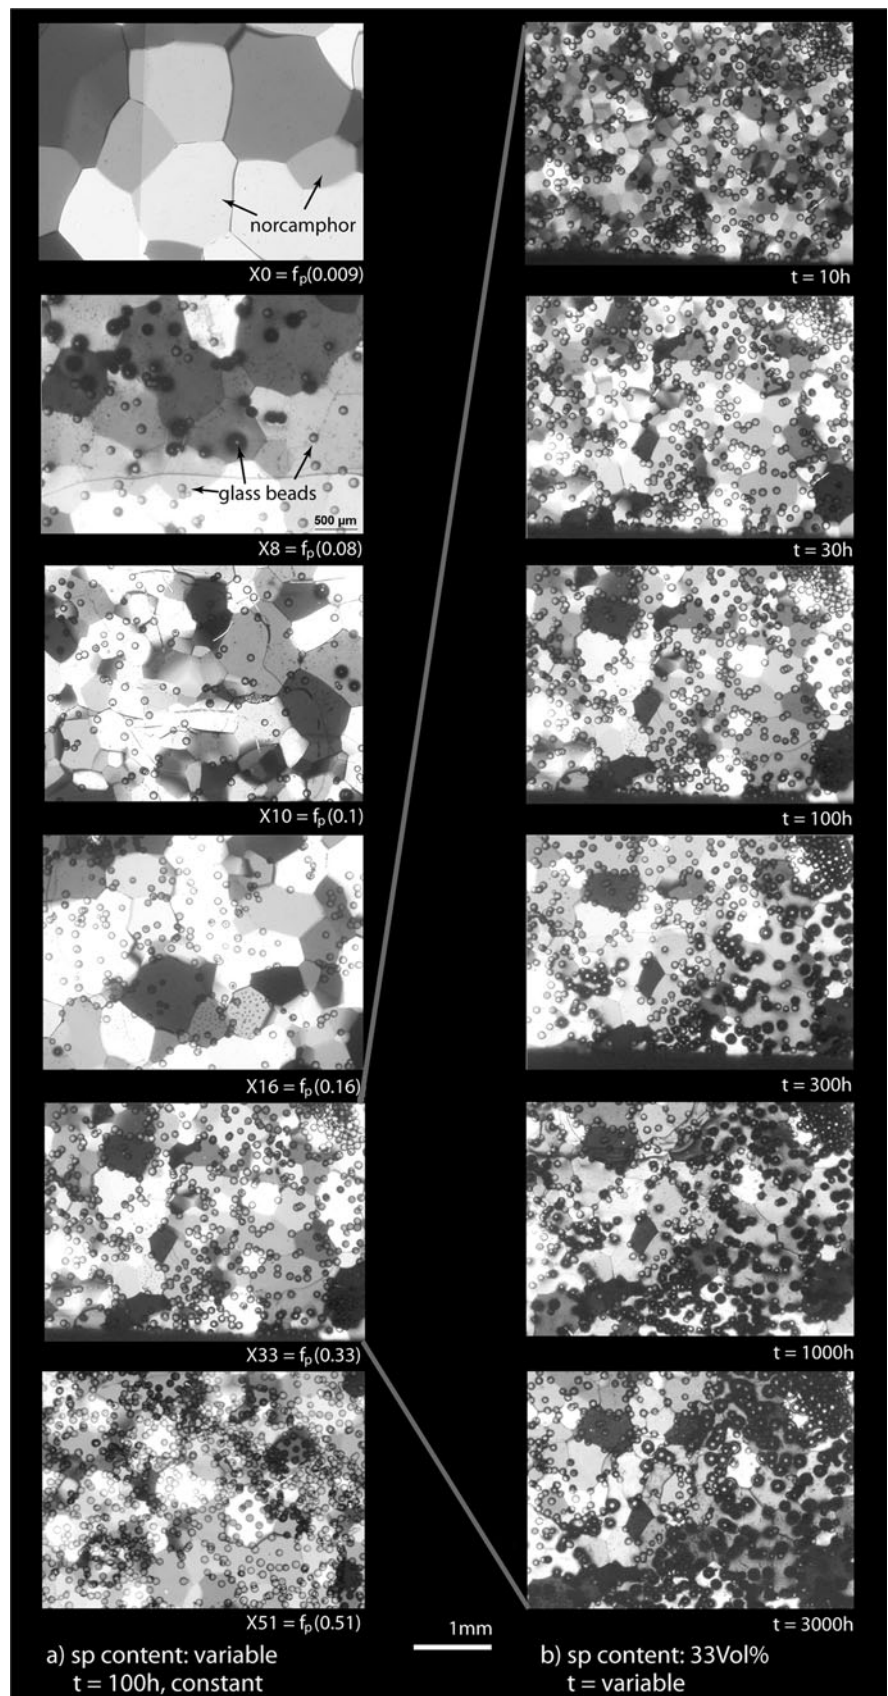 norcamphor
X0 = fp(0.009)
glass beads
500 µm
X8 = fp(0.08)
X10 = fp(0.1)
X16 = fp(0.16)
X33 = fp(0.33)
X51 = fp(0.51)
a) sp content: variable
t = 100h, constant
1mm
t = 10h
t = 30h
t = 100h
t = 300h
t = 1000h
t = 3000h
b) sp content: 33Vol%
t = variable